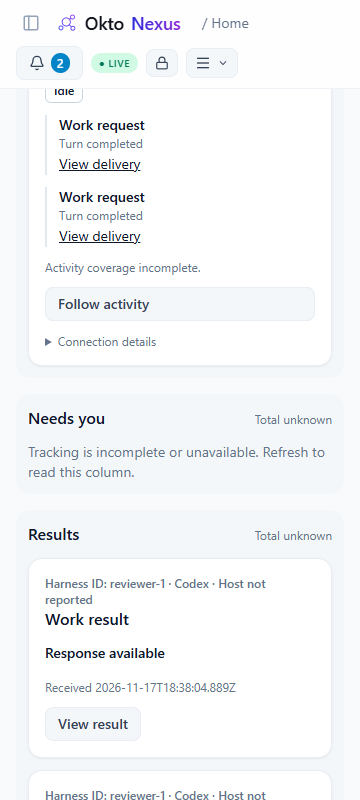 Okto Nexus / Home
2 • LIVE
Idle
Work request
Turn completed
View delivery
Work request
Turn completed
View delivery
Activity coverage incomplete.
Follow activity
▶ Connection details
Needs you Total unknown
Tracking is incomplete or unavailable. Refresh to
read this column.
Results Total unknown
Harness ID: reviewer-1 · Codex · Host not
reported
Work result
Response available
Received 2026-11-17T18:38:04.889Z
View result
Harness ID: reviewer-1 · Codex · Host not